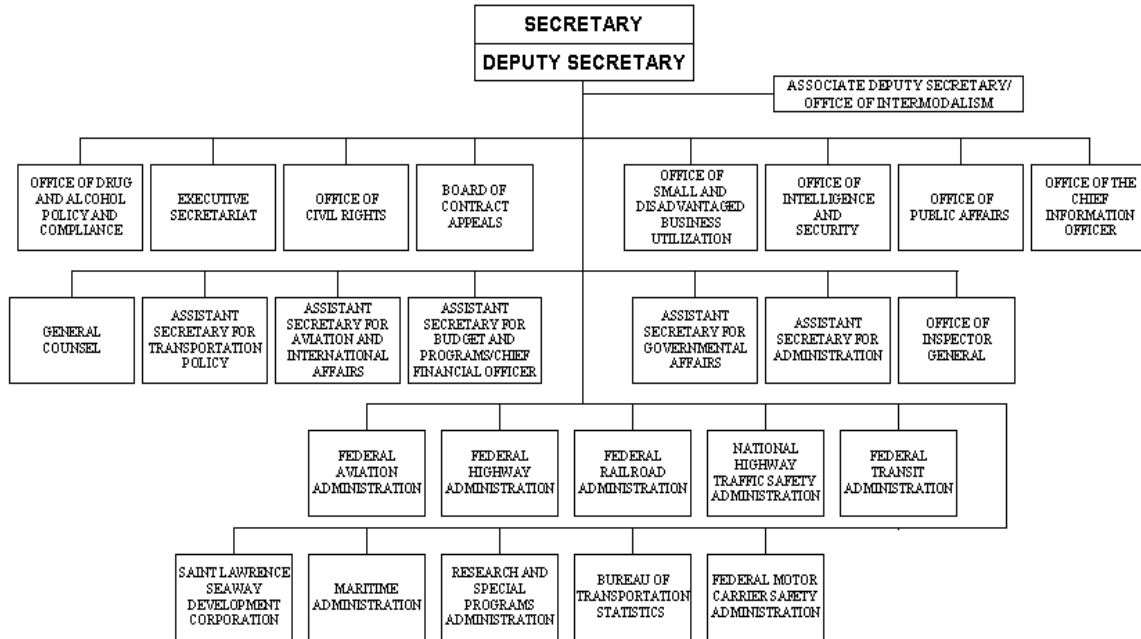 SECRETARY
DEPUTY SECRETARY
ASSOCIATE DEPUTY SECRETARY/
OFFICE OF INTERMODALISM
OFFICE OF DRUG
AND ALCOHOL
POLICY AND
COMPLIANCE
EXECUTIVE
SECRETARIAT
OFFICE OF
CIVIL RIGHTS
BOARD OF
CONTRACT
APPEALS
OFFICE OF
SMALL AND
DISADVANTAGED
BUSINESS
UTILIZATION
OFFICE OF
INTELLIGENCE
AND
SECURITY
OFFICE OF
PUBLIC AFFAIRS
OFFICE OF THE
CHIEF
INFORMATION
OFFICER
GENERAL
COUNSEL
ASSISTANT
SECRETARY FOR
TRANSPORTATION
POLICY
ASSISTANT
SECRETARY FOR
AVIATION AND
INTERNATIONAL
AFFAIRS
ASSISTANT
SECRETARY FOR
BUDGET AND
PROGRAMS/CHIEF
FINANCIAL OFFICER
ASSISTANT
SECRETARY FOR
GOVERNMENTAL
AFFAIRS
ASSISTANT
SECRETARY FOR
ADMINISTRATION
OFFICE OF
INSPECTOR
GENERAL
FEDERAL
AVIATION
ADMINISTRATION
FEDERAL
HIGHWAY
ADMINISTRATION
FEDERAL
RAILROAD
ADMINISTRATION
NATIONAL
HIGHWAY
TRAFFIC SAFETY
ADMINISTRATION
FEDERAL
TRANSIT
ADMINISTRATION
SAINT LAWRENCE
SEAWAY
DEVELOPMENT
CORPORATION
MARITIME
ADMINISTRATION
RESEARCH AND
SPECIAL
PROGRAMS
ADMINISTRATION
BUREAU OF
TRANSPORTATION
STATISTICS
FEDERAL MOTOR
CARRIER SAFETY
ADMINISTRATION